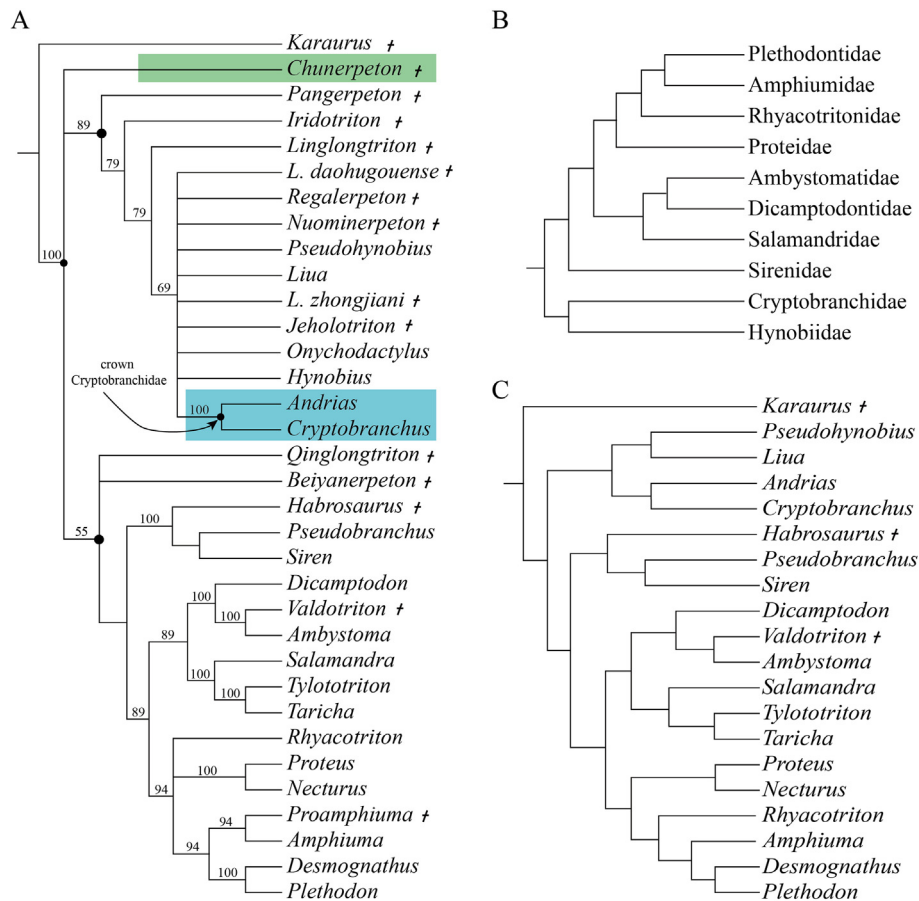 A
Karaurus †
Chunerpeton †
Pangerpeton †
Iridotriton †
Linglongtriton †
L. daohugouense †
Regalerpeton †
Nuominerpeton †
Pseudohynobius
Liua
L. zhongjiani †
Jeholotriton †
Onychodactylus
Hynobius
Andrias
Cryptobranchus
Qinglongtriton †
Beiyanerpeton †
Habrosaurus †
Pseudobranchus
Siren
Dicamptodon
Valdotriton †
Ambystoma
Salamandra
Tylototriton
Taricha
Rhyacotriton
Proteus
Necturus
Proamphiuma †
Amphiuma
Desmognathus
Plethodon
89
79
79
100
69
crown
Cryptobranchidae
100
55
100
100
100
89
100
100
89
100
94
94
94
100
B
Plethodontidae
Amphiumidae
Rhyacotritonidae
Proteidae
Ambystomatidae
Dicamptodontidae
Salamandridae
Sirenidae
Cryptobranchidae
Hynobiidae
C
Karaurus †
Pseudohynobius
Liua
Andrias
Cryptobranchus
Habrosaurus †
Pseudobranchus
Siren
Dicamptodon
Valdotriton †
Ambystoma
Salamandra
Tylototriton
Taricha
Proteus
Necturus
Rhyacotriton
Amphiuma
Desmognathus
Plethodon